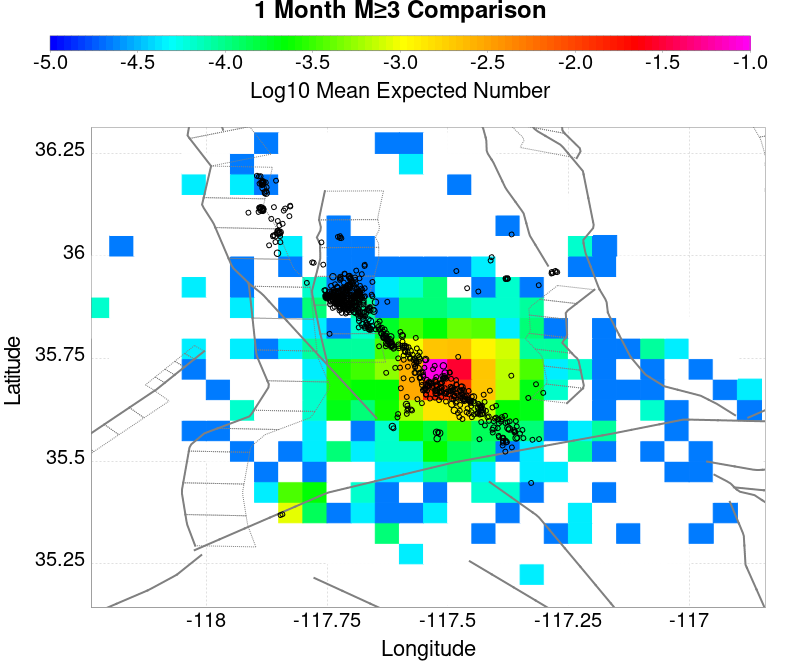 1 Month M≥3 Comparison
-5.0 -4.5 -4.0 -3.5 -3.0 -2.5 -2.0 -1.5 -1.0
Log10 Mean Expected Number
36.25
36
35.75
35.5
35.25
Latitude
-118 -117.75 -117.5 -117.25 -117
Longitude